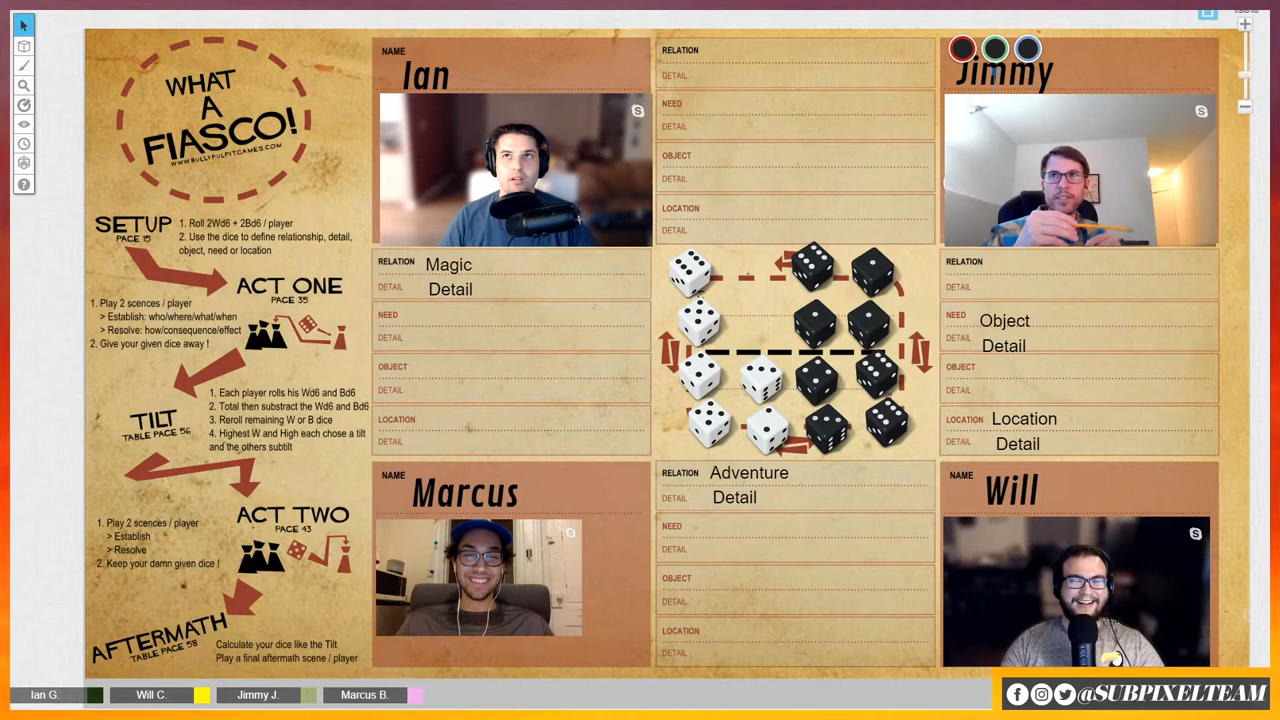 WHAT
A
FIASCO!
WWW.BULLYPULPITGAMES.COM
SETUP
PAGE 15
1. Roll 2Wd6 + 2Bd6 / player
2. Use the dice to define relationship, detail,
object, need or location
ACT ONE
PAGE 35
1. Play 2 scences / player
> Establish: who/where/what/when
> Resolve: how/consequence/effect
2. Give your given dice away !
TILT
TABLE PAGE 56
1. Each player rolls his Wd6 and Bd6
2. Total then substract the Wd6 and Bd6
3. Reroll remaining W or B dice
4. Highest W and High each chose a tilt
and the others subtilt
ACT TWO
PAGE 43
1. Play 2 scences / player
> Establish
> Resolve
2. Keep your damn given dice !
AFTERMATH
TABLE PAGE 58
Calculate your dice like the Tilt
Play a final aftermath scene / player
NAME
Ian
RELATION
DETAIL
NEED
DETAIL
OBJECT
DETAIL
LOCATION
DETAIL
Jimmy
RELATION Magic
DETAIL Detail
NEED
DETAIL
OBJECT
DETAIL
LOCATION
DETAIL
RELATION
DETAIL
NEED Object
DETAIL Detail
OBJECT
DETAIL
LOCATION Location
DETAIL Detail
NAME
Marcus
RELATION Adventure
DETAIL Detail
NEED
DETAIL
OBJECT
DETAIL
LOCATION
DETAIL
NAME
Will
Ian G.
Will C.
Jimmy J.
Marcus B.
@SUBPIXELTEAM